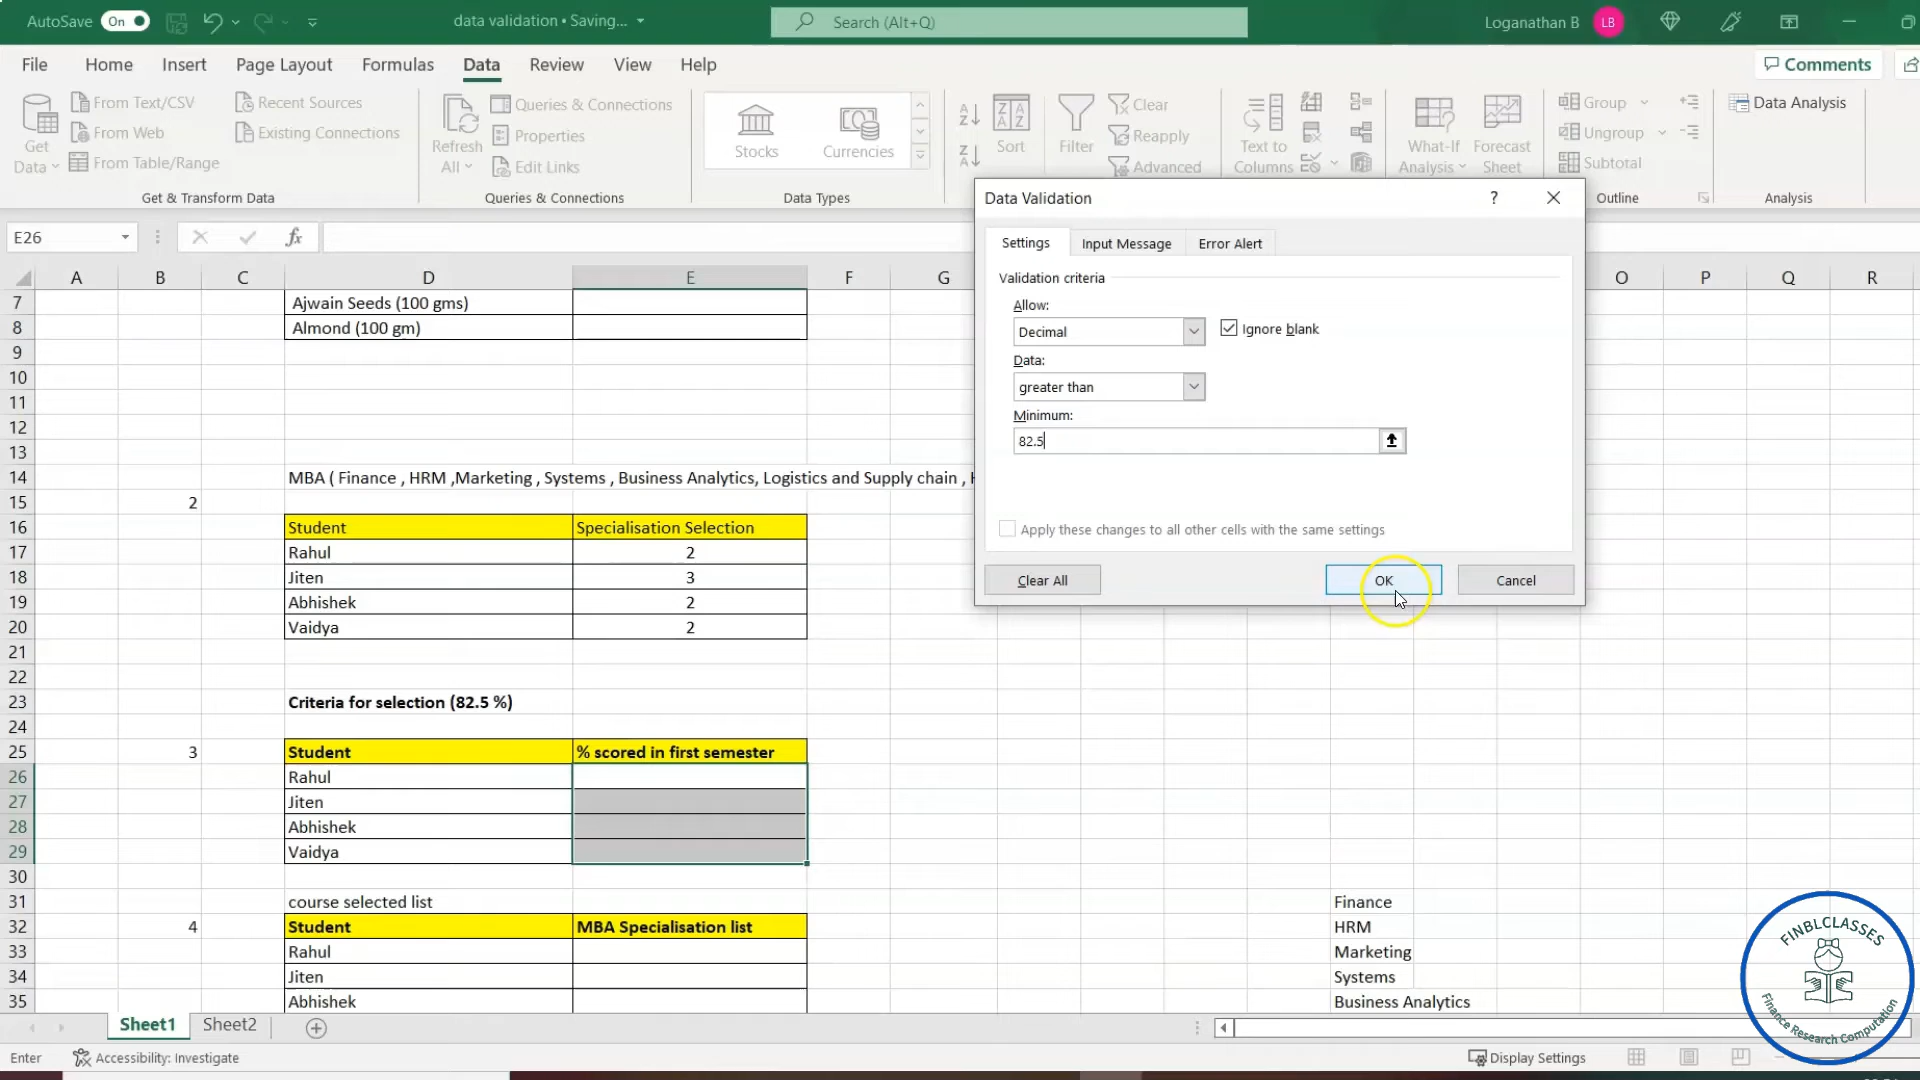 AutoSave On data validation • Saving... Search (Alt+Q) Loganathan B LB
File Home Insert Page Layout Formulas Data Review View Help Comments
Get Data From Text/CSV From Web From Table/Range Recent Sources Existing Connections
Refresh All Queries & Connections Properties Edit Links
Stocks Currencies
Sort Filter Clear Reapply Advanced
Text to Columns What-If Analysis Forecast Sheet
Group Ungroup Subtotal Data Analysis
Get & Transform Data Queries & Connections Data Types Outline Analysis
E26 fx
Data Validation ?
Settings Input Message Error Alert
Validation criteria
Allow:
Decimal Ignore blank
Data:
greater than
Minimum:
82.5
Apply these changes to all other cells with the same settings
Clear All OK Cancel
A B C D E F G O P Q R
7 Ajwain Seeds (100 gms)
8 Almond (100 gm)
9
10
11
12
13
14 MBA ( Finance , HRM ,Marketing , Systems , Business Analytics, Logistics and Supply chain ,
15 2
16 Student Specialisation Selection
17 Rahul 2
18 Jiten 3
19 Abhishek 2
20 Vaidya 2
21
22
23 Criteria for selection (82.5 %)
24
25 3 Student % scored in first semester
26 Rahul
27 Jiten
28 Abhishek
29 Vaidya
30
31 course selected list Finance
32 4 Student MBA Specialisation list HRM
33 Rahul Marketing
34 Jiten Systems
35 Abhishek Business Analytics
FINBLCLASSES
Finance Research Computation
Sheet1 Sheet2
Enter Accessibility: Investigate Display Settings